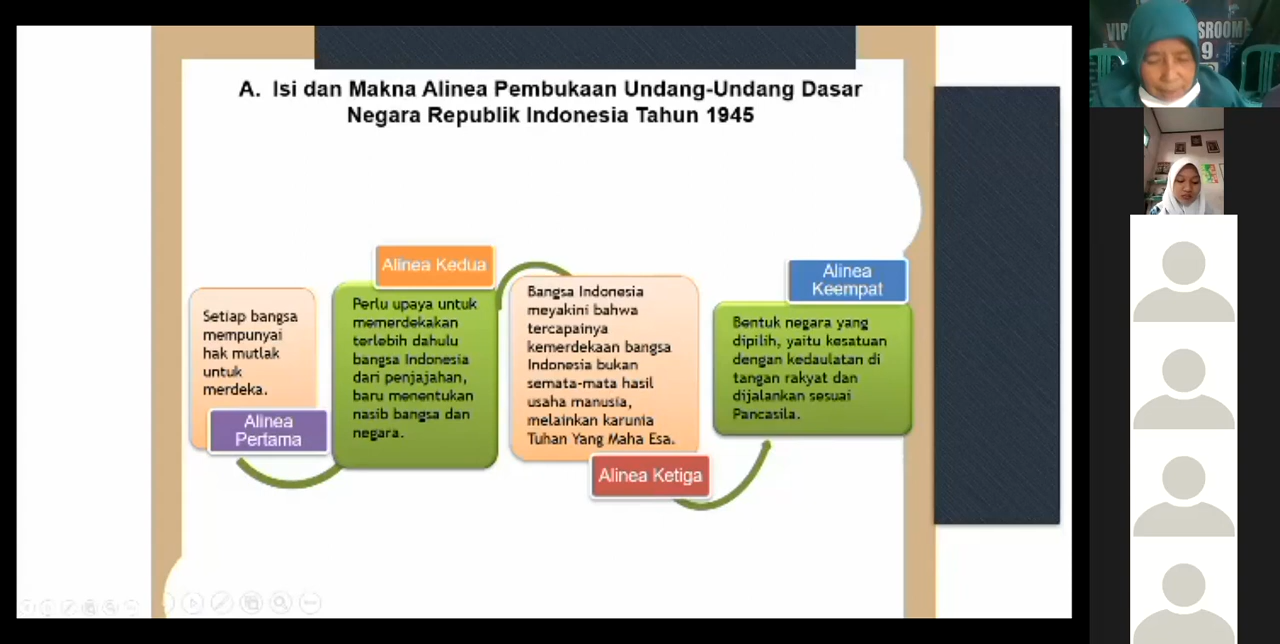 A. Isi dan Makna Alinea Pembukaan Undang-Undang Dasar
Negara Republik Indonesia Tahun 1945
Setiap bangsa
mempunyai
hak mutlak
untuk
merdeka.
Alinea
Pertama
Alinea Kedua
Perlu upaya untuk
memerdekakan
terlebih dahulu
bangsa Indonesia
dari penjajahan,
baru menentukan
nasib bangsa dan
negara.
Bangsa Indonesia
meyakini bahwa
tercapainya
kemerdekaan bangsa
Indonesia bukan
semata-mata hasil
usaha manusia,
melainkan karunia
Tuhan Yang Maha Esa.
Alinea Ketiga
Alinea
Keempat
Bentuk negara yang
dipilih, yaitu kesatuan
dengan kedaulatan di
tangan rakyat dan
dijalankan sesuai
Pancasila.